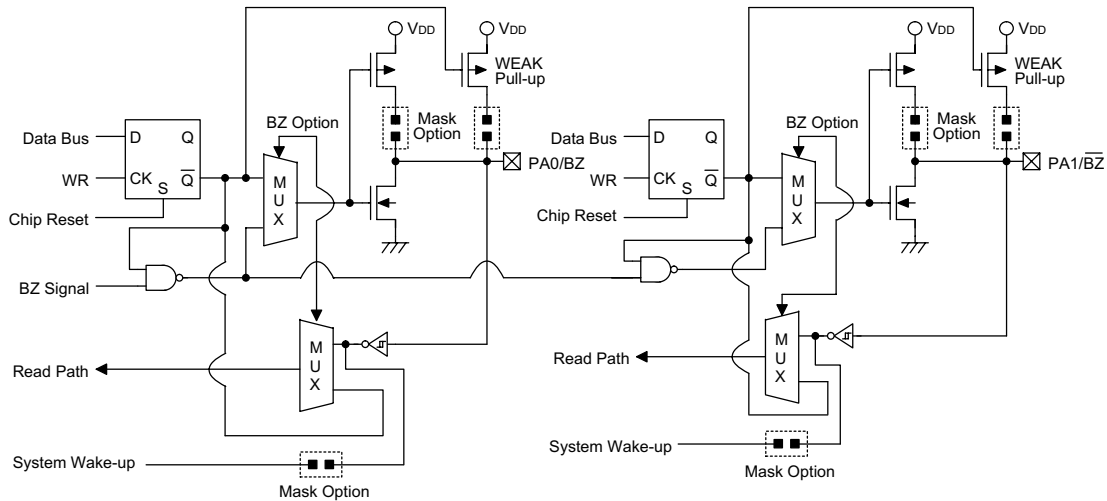 VDD
VDD
WEAK
Pull-up
Mask
Option
BZ Option
Data Bus
D
Q
WR
CK
S
Q̅
Chip Reset
M
U
X
PA0/BZ
BZ Signal
M
U
X
Read Path
System Wake-up
Mask Option
VDD
VDD
WEAK
Pull-up
Mask
Option
BZ Option
Data Bus
D
Q
WR
CK
S
Q̅
Chip Reset
M
U
X
PA1/B̅Z̅
M
U
X
Read Path
System Wake-up
Mask Option